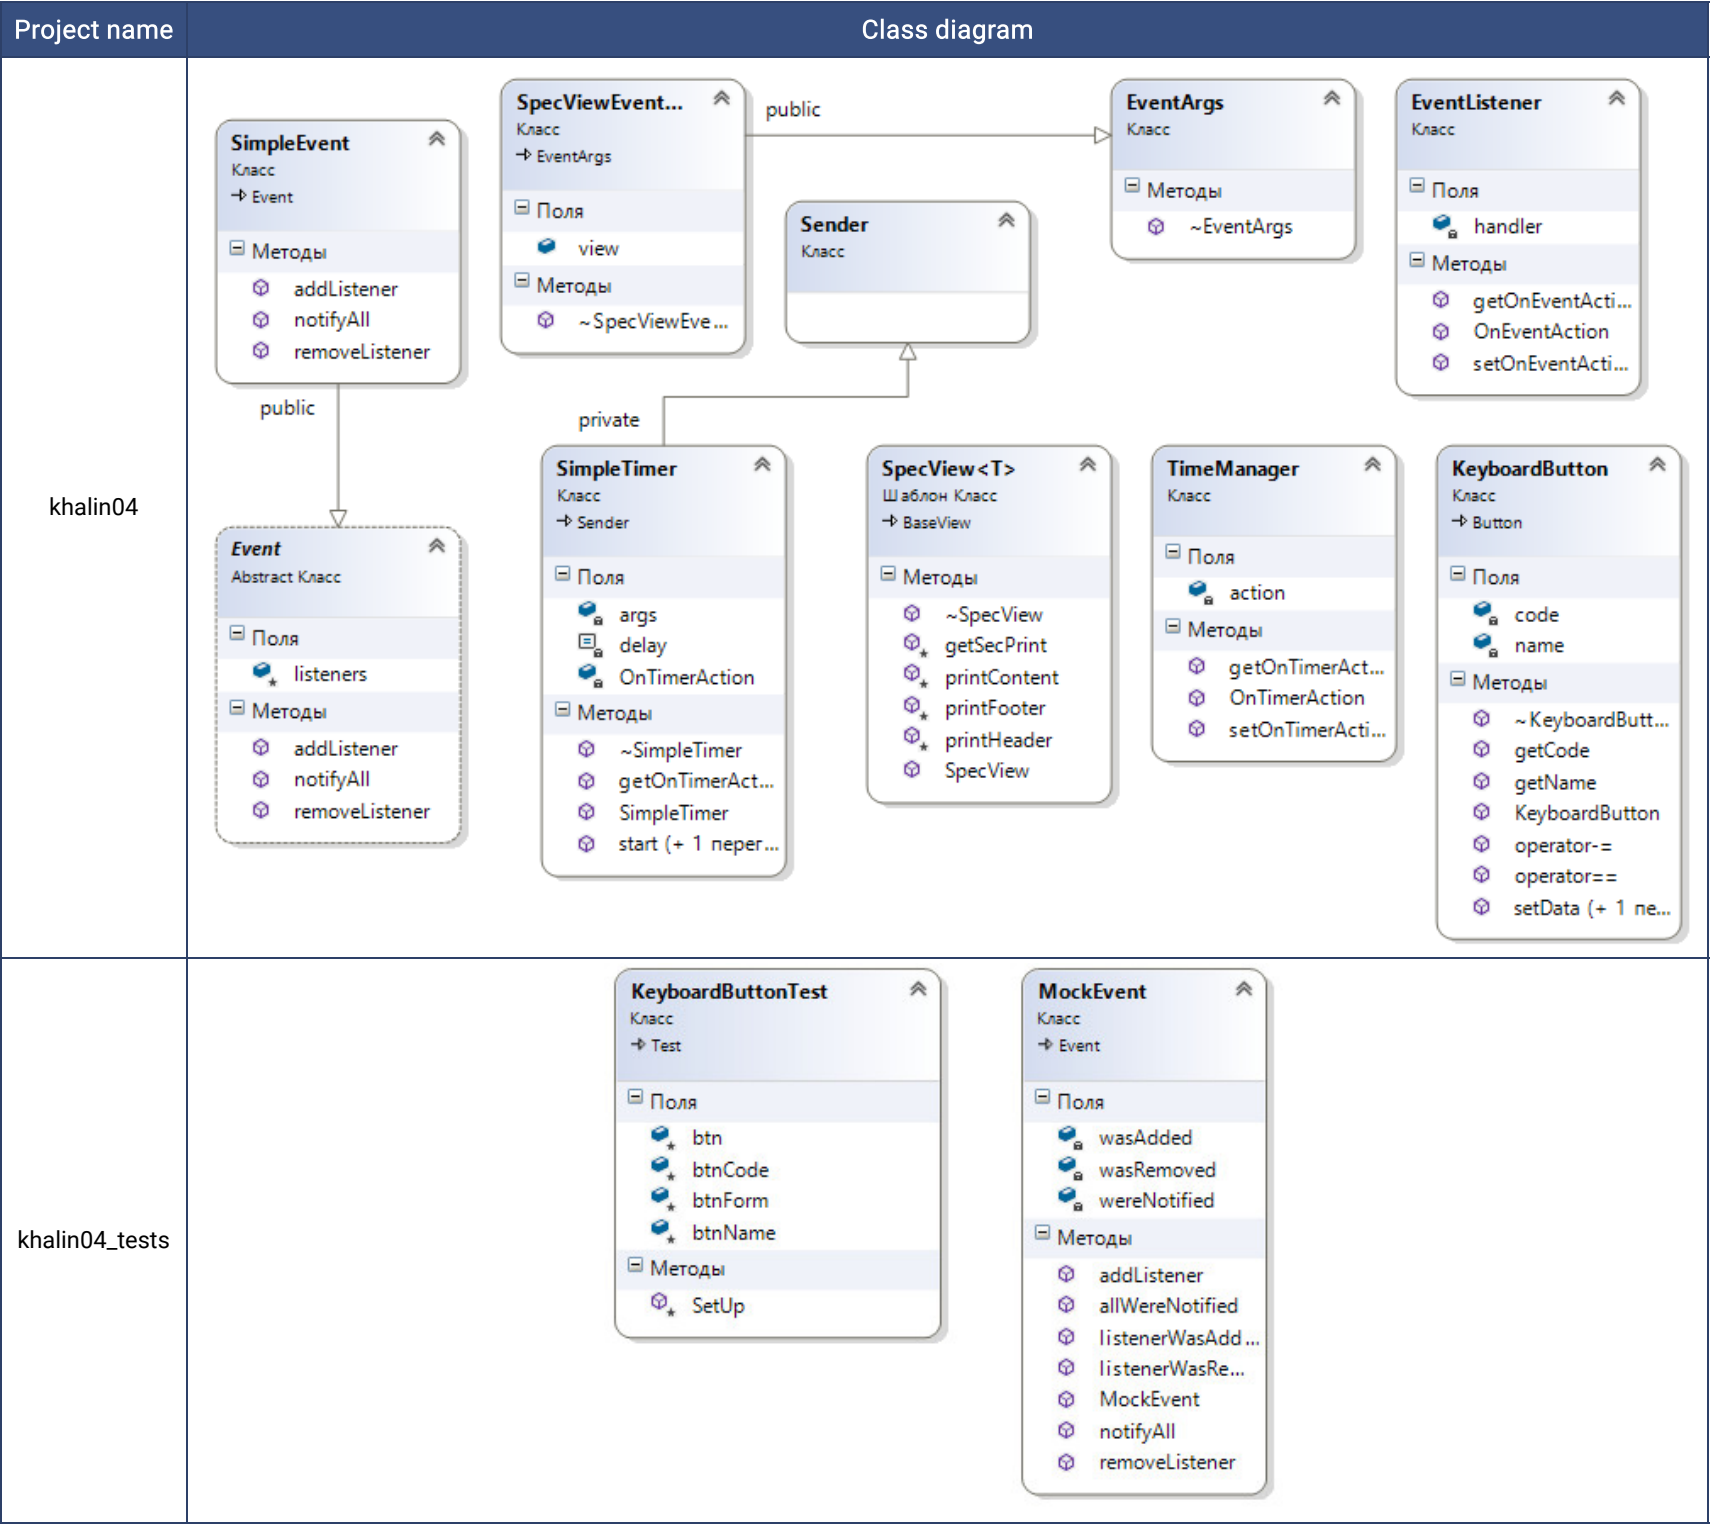 Project name
Class diagram
khalin04
SimpleEvent
Класс
Event
Методы
addListener
notifyAll
removeListener
public
Event
Abstract Класс
Поля
listeners
Методы
addListener
notifyAll
removeListener
SpecViewEvent...
Класс
EventArgs
Поля
view
Методы
~SpecViewEve...
public
EventArgs
Класс
Методы
~EventArgs
Sender
Класс
EventListener
Класс
Поля
handler
Методы
getOnEventActi...
OnEventAction
setOnEventActi...
private
SimpleTimer
Класс
Sender
Поля
args
delay
OnTimerAction
Методы
~SimpleTimer
getOnTimerAct...
SimpleTimer
start (+ 1 перег...
SpecView<T>
Шаблон Класс
BaseView
Методы
~SpecView
getSecPrint
printContent
printFooter
printHeader
SpecView
TimeManager
Класс
Поля
action
Методы
getOnTimerAct...
OnTimerAction
setOnTimerActi...
KeyboardButton
Класс
Button
Поля
code
name
Методы
~KeyboardButt...
getCode
getName
KeyboardButton
operator-=
operator==
setData (+ 1 пе...
khalin04_tests
KeyboardButtonTest
Класс
Test
Поля
btn
btnCode
btnForm
btnName
Методы
SetUp
MockEvent
Класс
Event
Поля
wasAdded
wasRemoved
wereNotified
Методы
addListener
allWereNotified
listenerWasAdd...
listenerWasRe...
MockEvent
notifyAll
removeListener